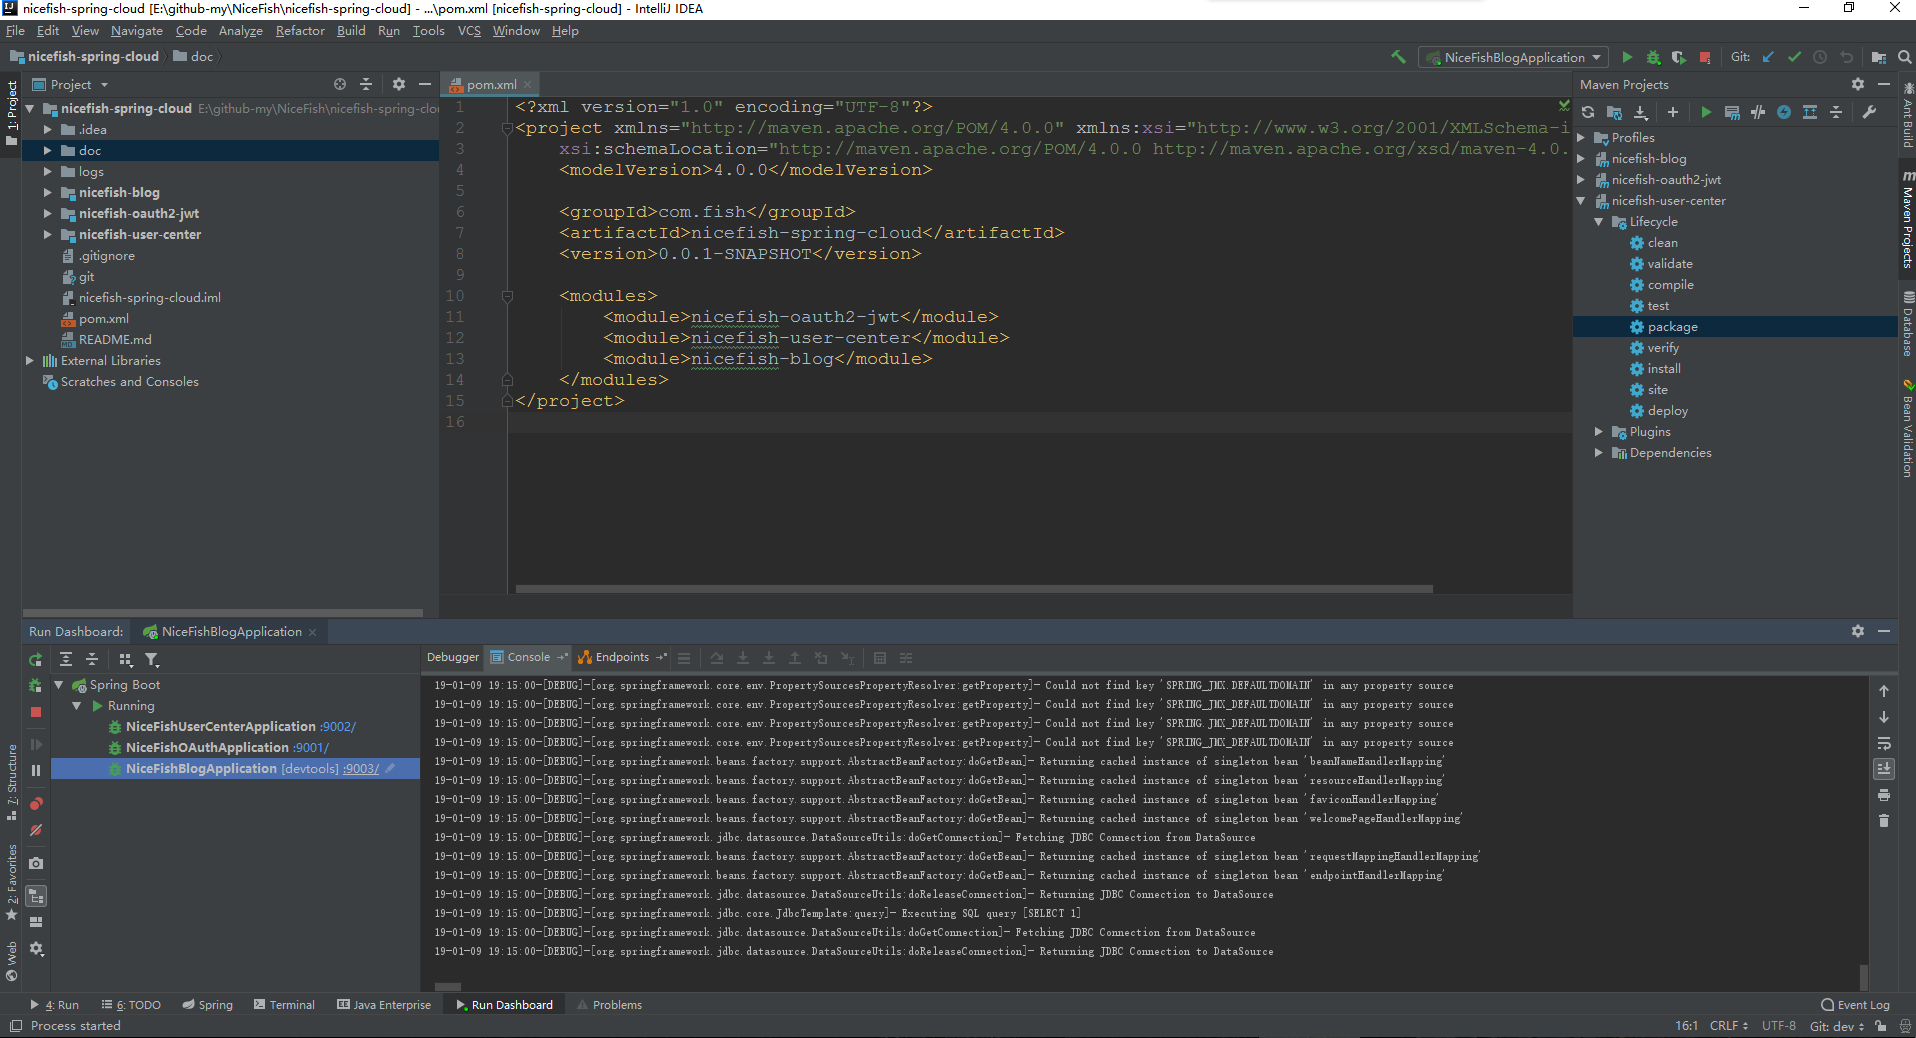 nicefish-spring-cloud [E:\github-my\NiceFish\nicefish-spring-cloud] - ...\pom.xml [nicefish-spring-cloud] - IntelliJ IDEA
File Edit View Navigate Code Analyze Refactor Build Run Tools VCS Window Help
nicefish-spring-cloud doc
NiceFishBlogApplication
Git:
1: Project
Project
nicefish-spring-cloud E:\github-my\NiceFish\nicefish-spring-clo
.idea
doc
logs
nicefish-blog
nicefish-oauth2-jwt
nicefish-user-center
.gitignore
git
nicefish-spring-cloud.iml
pom.xml
README.md
External Libraries
Scratches and Consoles
pom.xml
1 <?xml version="1.0" encoding="UTF-8"?>
2 <project xmlns="http://maven.apache.org/POM/4.0.0" xmlns:xsi="http://www.w3.org/2001/XMLSchema-i
3 xsi:schemaLocation="http://maven.apache.org/POM/4.0.0 http://maven.apache.org/xsd/maven-4.0.
4 <modelVersion>4.0.0</modelVersion>
5
6 <groupId>com.fish</groupId>
7 <artifactId>nicefish-spring-cloud</artifactId>
8 <version>0.0.1-SNAPSHOT</version>
9
10 <modules>
11 <module>nicefish-oauth2-jwt</module>
12 <module>nicefish-user-center</module>
13 <module>nicefish-blog</module>
14 </modules>
15 </project>
16
Maven Projects
Profiles
nicefish-blog
nicefish-oauth2-jwt
nicefish-user-center
Lifecycle
clean
validate
compile
test
package
verify
install
site
deploy
Plugins
Dependencies
Ant Build
Maven Projects
Database
Bean Validation
Run Dashboard: NiceFishBlogApplication
Spring Boot
Running
NiceFishUserCenterApplication :9002/
NiceFishOAuthApplication :9001/
NiceFishBlogApplication [devtools] :9003/
Debugger Console Endpoints
19-01-09 19:15:00-[DEBUG]-[org.springframework.core.env.PropertySourcesPropertyResolver:getProperty]- Could not find key 'SPRING_JMX.DEFAULTDOMAIN' in any property source
19-01-09 19:15:00-[DEBUG]-[org.springframework.core.env.PropertySourcesPropertyResolver:getProperty]- Could not find key 'SPRING_JMX_DEFAULTDOMAIN' in any property source
19-01-09 19:15:00-[DEBUG]-[org.springframework.core.env.PropertySourcesPropertyResolver:getProperty]- Could not find key 'SPRING_JMX_DEFAULTDOMAIN' in any property source
19-01-09 19:15:00-[DEBUG]-[org.springframework.core.env.PropertySourcesPropertyResolver:getProperty]- Could not find key 'SPRING_JMX_DEFAULTDOMAIN' in any property source
19-01-09 19:15:00-[DEBUG]-[org.springframework.beans.factory.support.AbstractBeanFactory:doGetBean]- Returning cached instance of singleton bean 'beanNameHandlerMapping'
19-01-09 19:15:00-[DEBUG]-[org.springframework.beans.factory.support.AbstractBeanFactory:doGetBean]- Returning cached instance of singleton bean 'resourceHandlerMapping'
19-01-09 19:15:00-[DEBUG]-[org.springframework.beans.factory.support.AbstractBeanFactory:doGetBean]- Returning cached instance of singleton bean 'faviconHandlerMapping'
19-01-09 19:15:00-[DEBUG]-[org.springframework.beans.factory.support.AbstractBeanFactory:doGetBean]- Returning cached instance of singleton bean 'welcomePageHandlerMapping'
19-01-09 19:15:00-[DEBUG]-[org.springframework.jdbc.datasource.DataSourceUtils:doGetConnection]- Fetching JDBC Connection from DataSource
19-01-09 19:15:00-[DEBUG]-[org.springframework.beans.factory.support.AbstractBeanFactory:doGetBean]- Returning cached instance of singleton bean 'requestMappingHandlerMapping'
19-01-09 19:15:00-[DEBUG]-[org.springframework.beans.factory.support.AbstractBeanFactory:doGetBean]- Returning cached instance of singleton bean 'endpointHandlerMapping'
19-01-09 19:15:00-[DEBUG]-[org.springframework.jdbc.datasource.DataSourceUtils:doReleaseConnection]- Returning JDBC Connection to DataSource
19-01-09 19:15:00-[DEBUG]-[org.springframework.jdbc.core.JdbcTemplate:query]- Executing SQL query [SELECT 1]
19-01-09 19:15:00-[DEBUG]-[org.springframework.jdbc.datasource.DataSourceUtils:doGetConnection]- Fetching JDBC Connection from DataSource
19-01-09 19:15:00-[DEBUG]-[org.springframework.jdbc.datasource.DataSourceUtils:doReleaseConnection]- Returning JDBC Connection to DataSource
7: Structure
2: Favorites
Web
4: Run 6: TODO Spring Terminal Java Enterprise Run Dashboard Problems Event Log
Process started 16:1 CRLF UTF-8 Git: dev